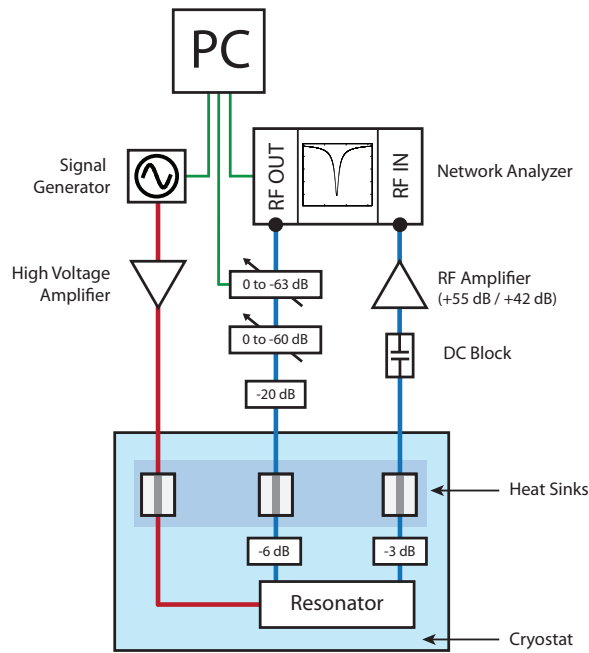 PC
Signal
Generator
RF OUT
RF IN
Network Analyzer
High Voltage
Amplifier
0 to -63 dB
RF Amplifier
(+55 dB / +42 dB)
0 to -60 dB
DC Block
-20 dB
Heat Sinks
-6 dB
-3 dB
Resonator
Cryostat